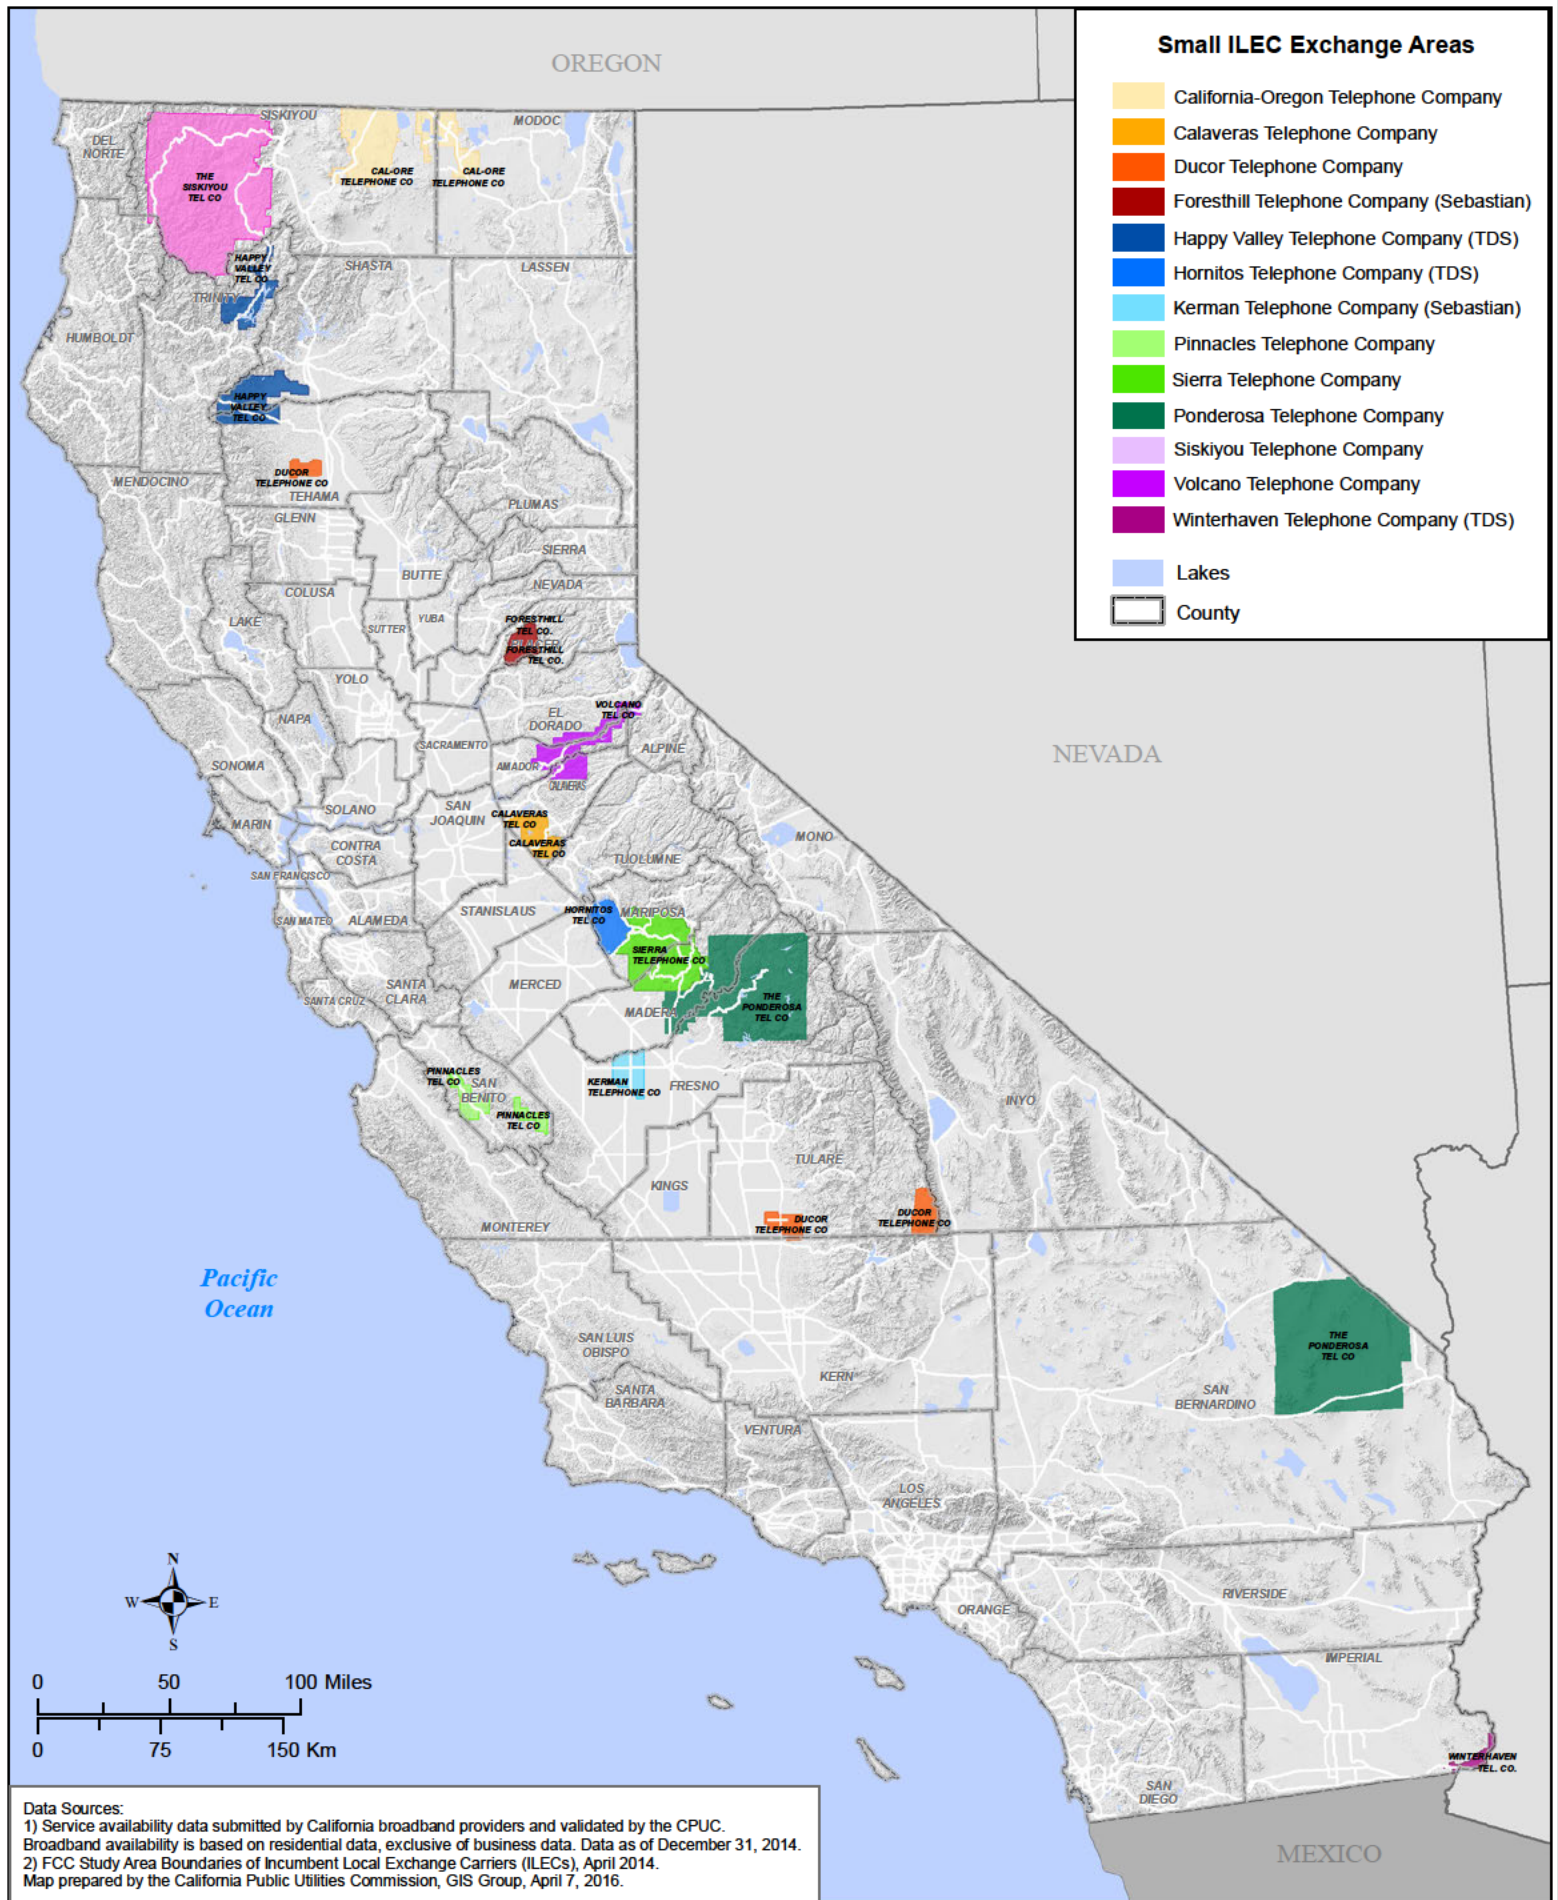 OREGON
Small ILEC Exchange Areas
California-Oregon Telephone Company
Calaveras Telephone Company
Ducor Telephone Company
Foresthill Telephone Company (Sebastian)
Happy Valley Telephone Company (TDS)
Hornitos Telephone Company (TDS)
Kerman Telephone Company (Sebastian)
Pinnacles Telephone Company
Sierra Telephone Company
Ponderosa Telephone Company
Siskiyou Telephone Company
Volcano Telephone Company
Winterhaven Telephone Company (TDS)
Lakes
County
SISKIYOU
MODOC
DEL
NORTE
THE
SISKIYOU
TEL CO
CAL-ORE
TELEPHONE CO
CAL-ORE
TELEPHONE CO
HAPPY
VALLEY
TEL CO
SHASTA
LASSEN
TRINITY
HUMBOLDT
HAPPY
VALLEY
TEL CO
DUCOR
TELEPHONE CO
TEHAMA
MENDOCINO
GLENN
PLUMAS
SIERRA
BUTTE
NEVADA
COLUSA
LAKE
SUTTER
YUBA
FORESTHILL
TEL CO.
PLACER
FORESTHILL
TEL CO.
YOLO
NAPA
EL
DORADO
VOLCANO
TEL CO
SACRAMENTO
ALPINE
NEVADA
SONOMA
AMADOR
CALAVERAS
SOLANO
SAN
JOAQUIN
CALAVERAS
TEL CO
MARIN
CALAVERAS
TEL CO
MONO
CONTRA
COSTA
TUOLUMNE
SAN FRANCISCO
SAN MATEO
ALAMEDA
STANISLAUS
HORNITOS
TEL CO
MARIPOSA
SIERRA
TELEPHONE CO
SANTA
CLARA
MERCED
SANTA CRUZ
MADERA
THE
PONDEROSA
TEL CO
PINNACLES
TEL CO
SAN
BENITO
KERMAN
TELEPHONE CO
FRESNO
PINNACLES
TEL CO
INYO
TULARE
KINGS
MONTEREY
DUCOR
TELEPHONE CO
DUCOR
TELEPHONE CO
Pacific
Ocean
SAN LUIS
OBISPO
THE
PONDEROSA
TEL CO
KERN
SANTA
BARBARA
SAN
BERNARDINO
VENTURA
LOS
ANGELES
N
W
E
S
ORANGE
RIVERSIDE
IMPERIAL
0 50 100 Miles
0 75 150 Km
WINTERHAVEN
TEL. CO.
SAN
DIEGO
MEXICO
Data Sources:
1) Service availability data submitted by California broadband providers and validated by the CPUC.
Broadband availability is based on residential data, exclusive of business data. Data as of December 31, 2014.
2) FCC Study Area Boundaries of Incumbent Local Exchange Carriers (ILECs), April 2014.
Map prepared by the California Public Utilities Commission, GIS Group, April 7, 2016.